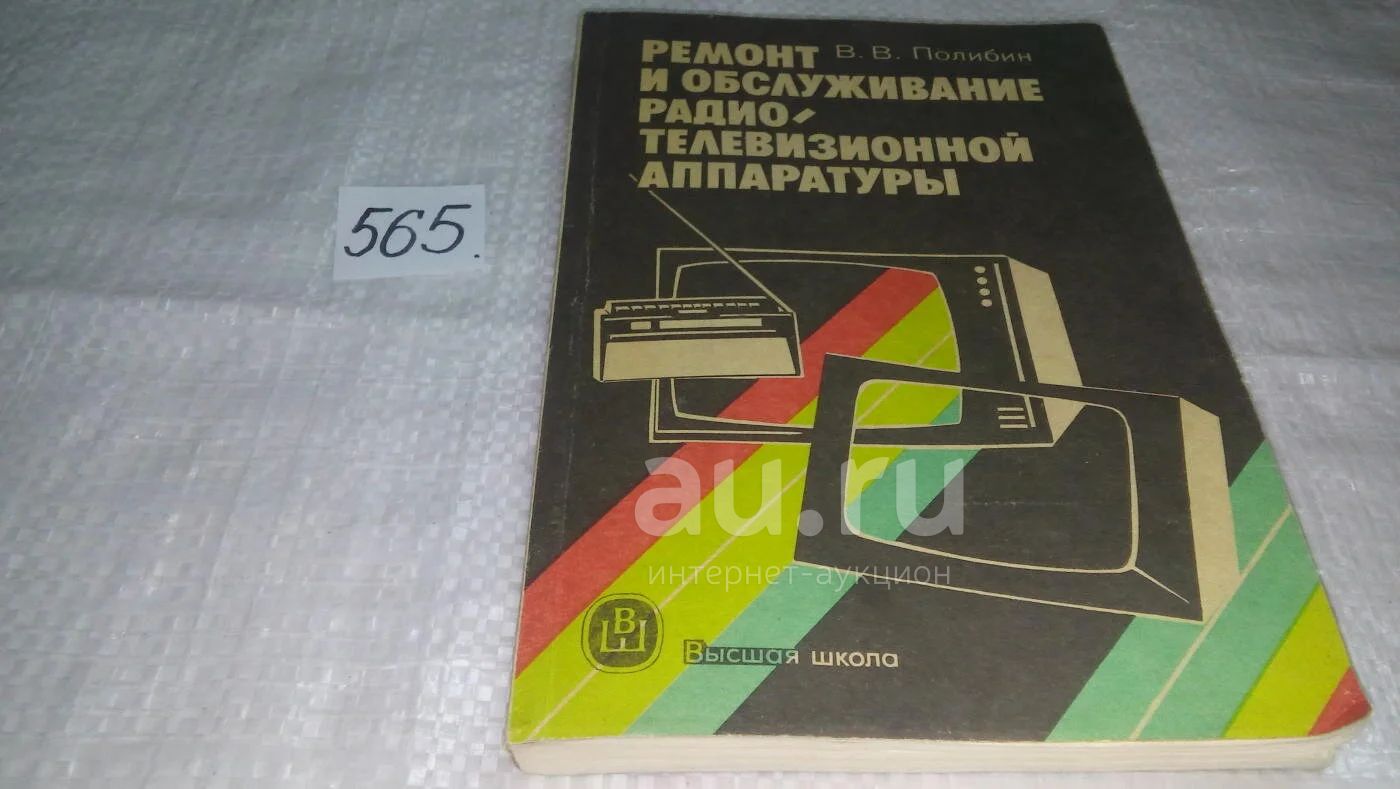 В. В. Полибин
РЕМОНТ
И ОБСЛУЖИВАНИЕ
РАДИО-
ТЕЛЕВИЗИОННОЙ
АППАРАТУРЫ
565.
au.ru
интернет-аукцион
ВШ
Высшая школа